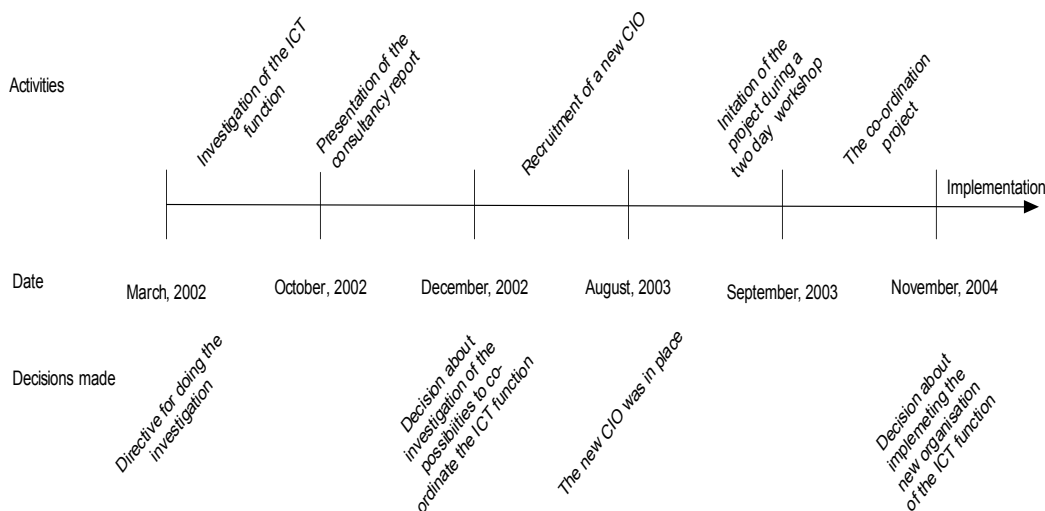 Activities
Investigation of the ICT
function
Presentation of the
consultancy report
Recruitment of a new CIO
Initation of the
project during a
two day workshop
The co-ordination
project
Implementation
Date
March, 2002
October, 2002
December, 2002
August, 2003
September, 2003
November, 2004
Decisions made
Directive for doing the
investigation
Decision about
investigation of the
possibilities to co-
ordinate the ICT function
The new CIO was in place
Decision about
implemeting the
new organisation
of the ICT function